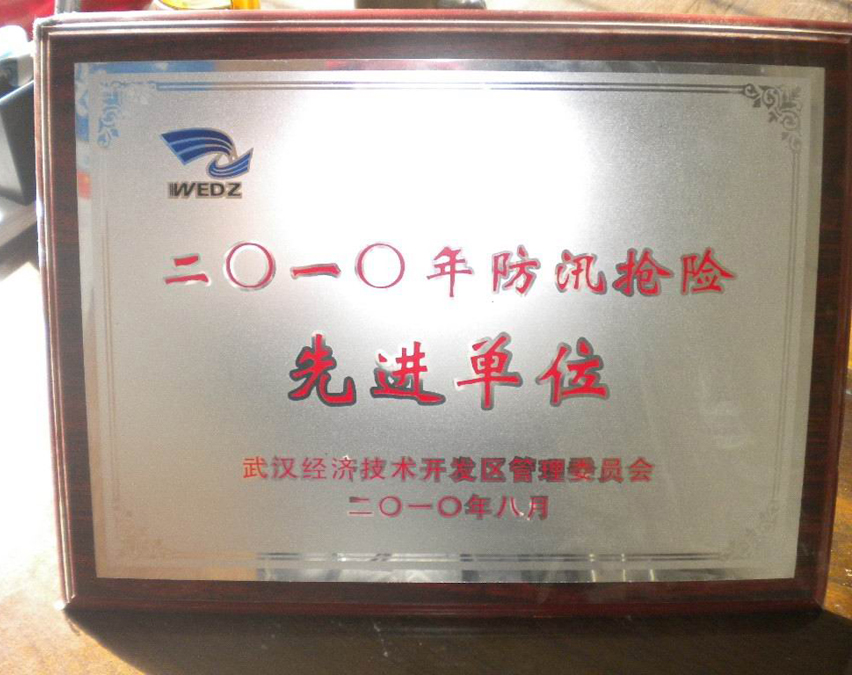 WEDZ
二〇一〇年防汛抢险
先进单位
武汉经济技术开发区管理委员会
二〇一〇年八月